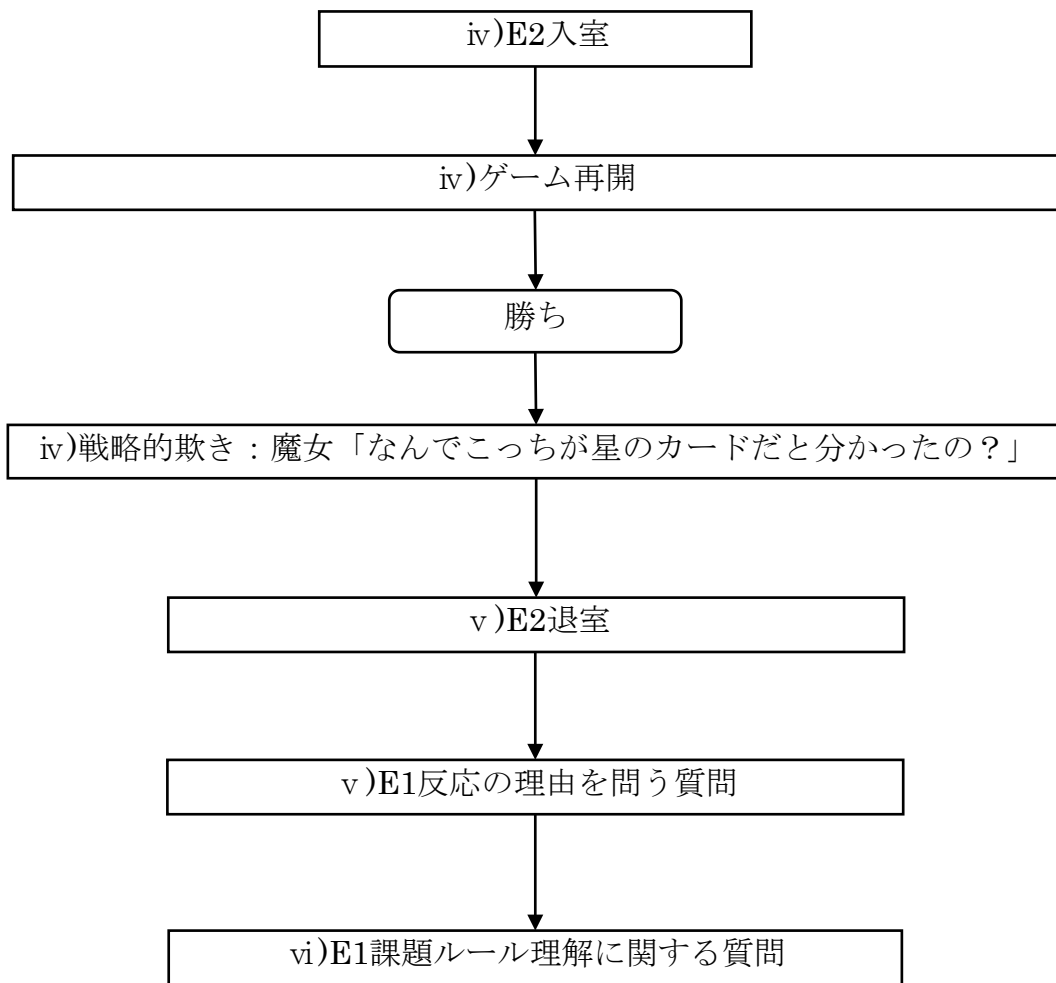 ⅳ)E2入室
ⅳ)ゲーム再開
勝ち
ⅳ)戦略的欺き：魔女「なんでこっちが星のカードだと分かったの？」
ⅴ)E2退室
ⅴ)E1反応の理由を問う質問
ⅵ)E1課題ルール理解に関する質問